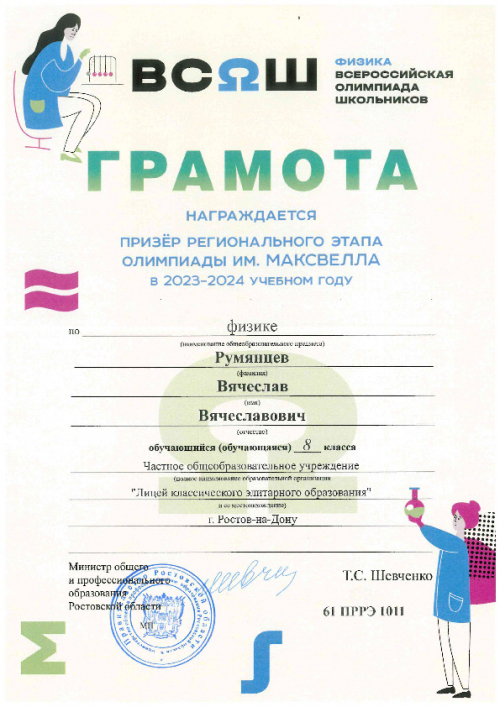 ВСΩШ
ФИЗИКА
ВСЕРОССИЙСКАЯ
ОЛИМПИАДА
ШКОЛЬНИКОВ
ГРАМОТА
НАГРАЖДАЕТСЯ
ПРИЗЁР РЕГИОНАЛЬНОГО ЭТАПА
ОЛИМПИАДЫ ИМ. МАКСВЕЛЛА
В 2023-2024 УЧЕБНОМ ГОДУ
по физике
(наименование общеобразовательного предмета)
Румянцев
(фамилия)
Вячеслав
(имя)
Вячеславович
(отчество)
обучающийся (обучающаяся) 8 класса
Частное общеобразовательное учреждение
(полное наименование образовательной организации
"Лицей классического элитарного образования"
и ее местонахождение)
г. Ростов-на-Дону
Министр общего
и профессионального
образования
Ростовской области
Т.С. Шевченко
МП
61 ПРРЭ 1011